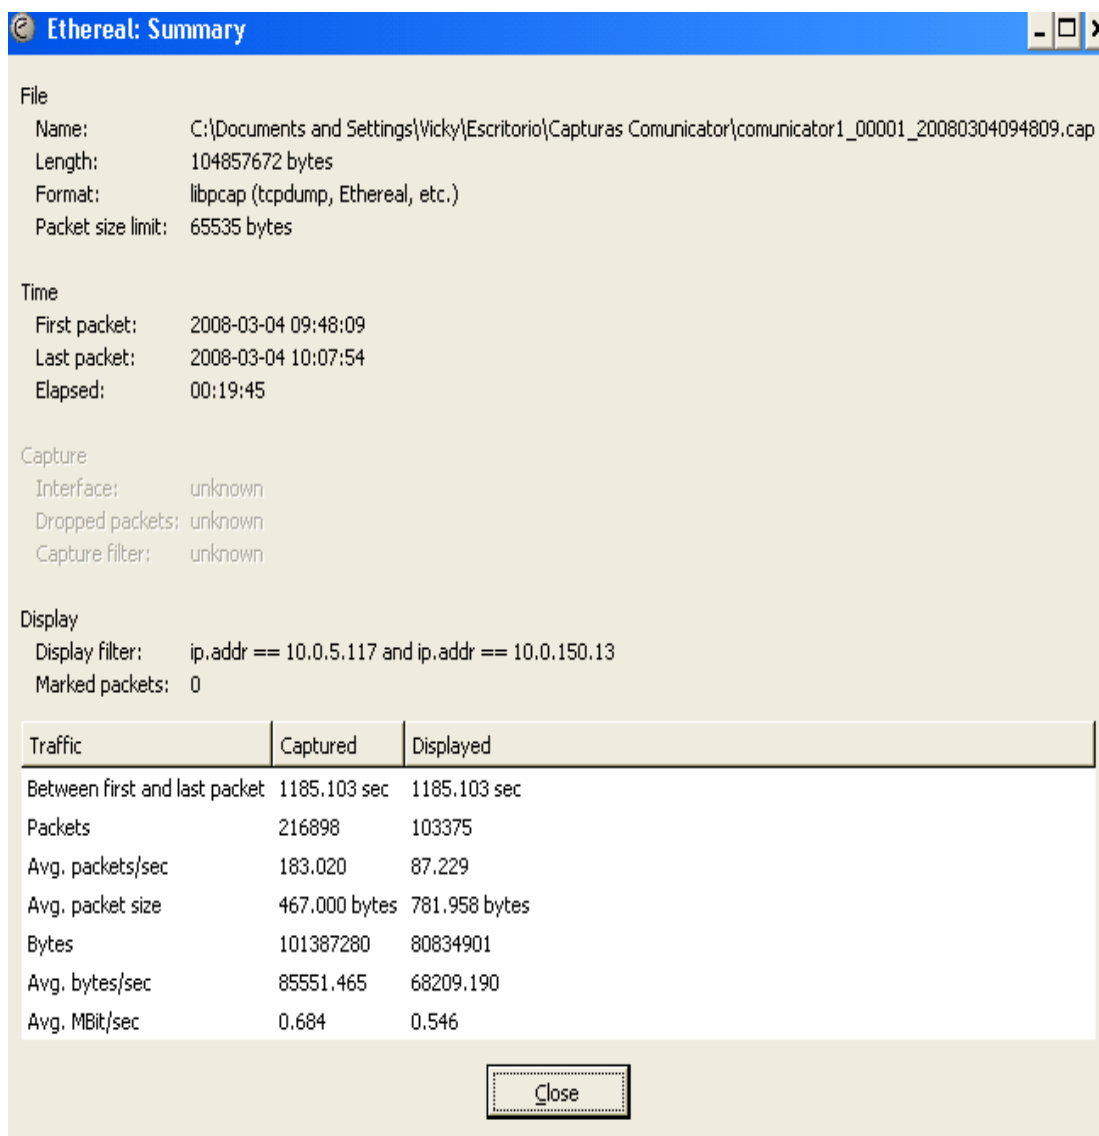 Ethereal: Summary
File
Name: C:\Documents and Settings\Vicky\Escritorio\Capturas Comunicator\comunicator1_00001_20080304094809.cap
Length: 104857672 bytes
Format: libpcap (tcpdump, Ethereal, etc.)
Packet size limit: 65535 bytes
Time
First packet: 2008-03-04 09:48:09
Last packet: 2008-03-04 10:07:54
Elapsed: 00:19:45
Capture
Interface: unknown
Dropped packets: unknown
Capture filter: unknown
Display
Display filter: ip.addr == 10.0.5.117 and ip.addr == 10.0.150.13
Marked packets: 0
Traffic Captured Displayed
Between first and last packet 1185.103 sec 1185.103 sec
Packets 216898 103375
Avg. packets/sec 183.020 87.229
Avg. packet size 467.000 bytes 781.958 bytes
Bytes 101387280 80834901
Avg. bytes/sec 85551.465 68209.190
Avg. MBit/sec 0.684 0.546
Close